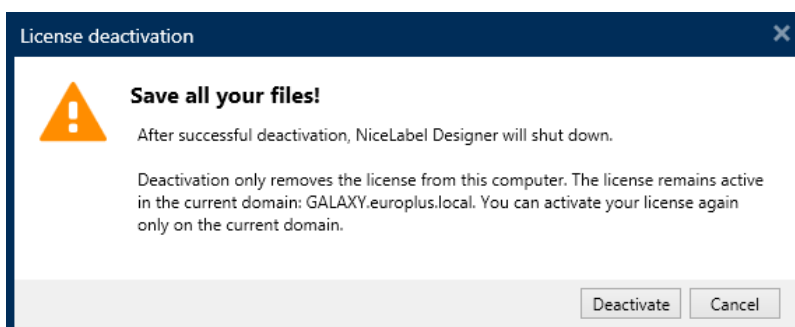 License deactivation
Save all your files!
After successful deactivation, NiceLabel Designer will shut down.
Deactivation only removes the license from this computer. The license remains active
in the current domain: GALAXY.europlus.local. You can activate your license again
only on the current domain.
Deactivate Cancel